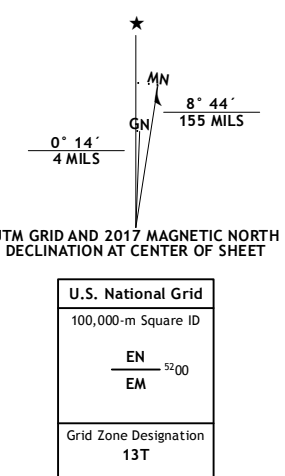 ★
MN
GN
8° 44´
155 MILS
0° 14´
4 MILS
UTM GRID AND 2017 MAGNETIC NORTH
DECLINATION AT CENTER OF SHEET
U.S. National Grid
100,000-m Square ID
EN
5200
EM
Grid Zone Designation
13T